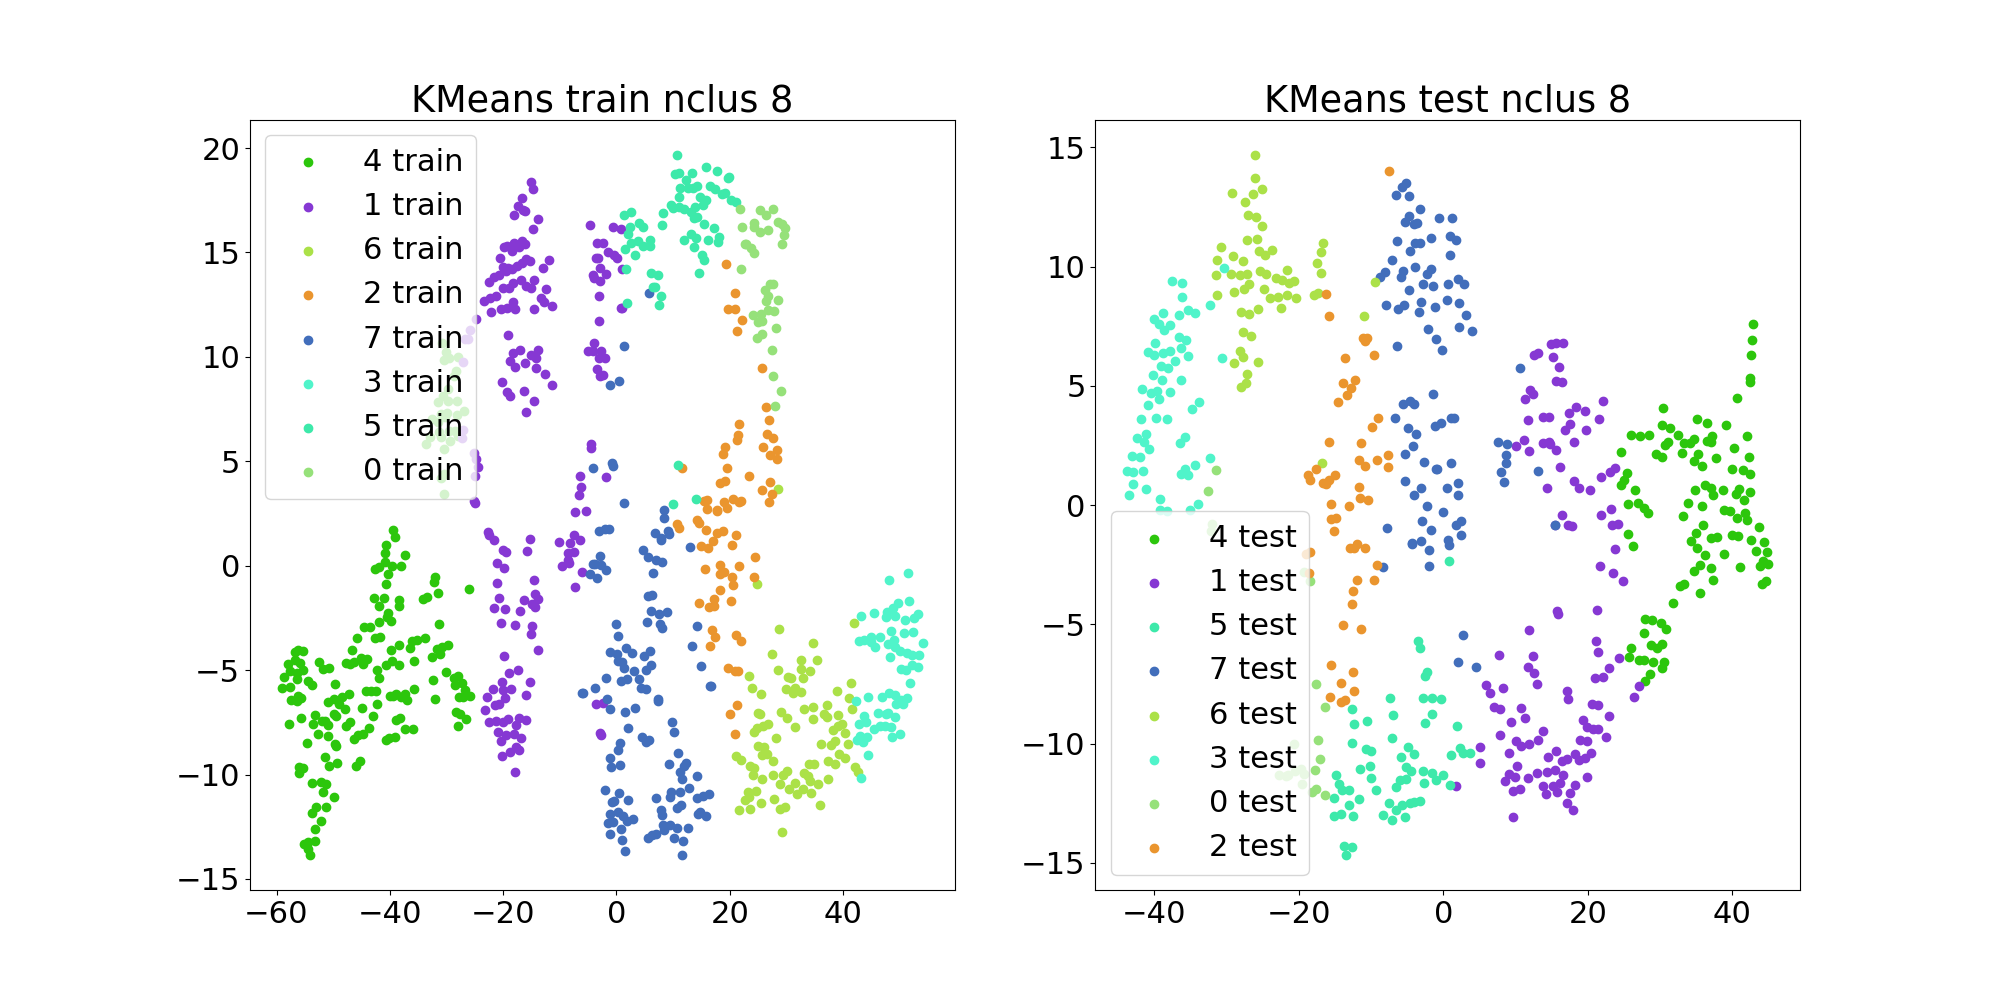 KMeans train nclus 8
20
15
10
5
0
−5
−10
−15
−60
−40
−20
0
20
40
4 train
1 train
6 train
2 train
7 train
3 train
5 train
0 train
KMeans test nclus 8
15
10
5
0
−5
−10
−15
−40
−20
0
20
40
4 test
1 test
5 test
7 test
6 test
3 test
0 test
2 test